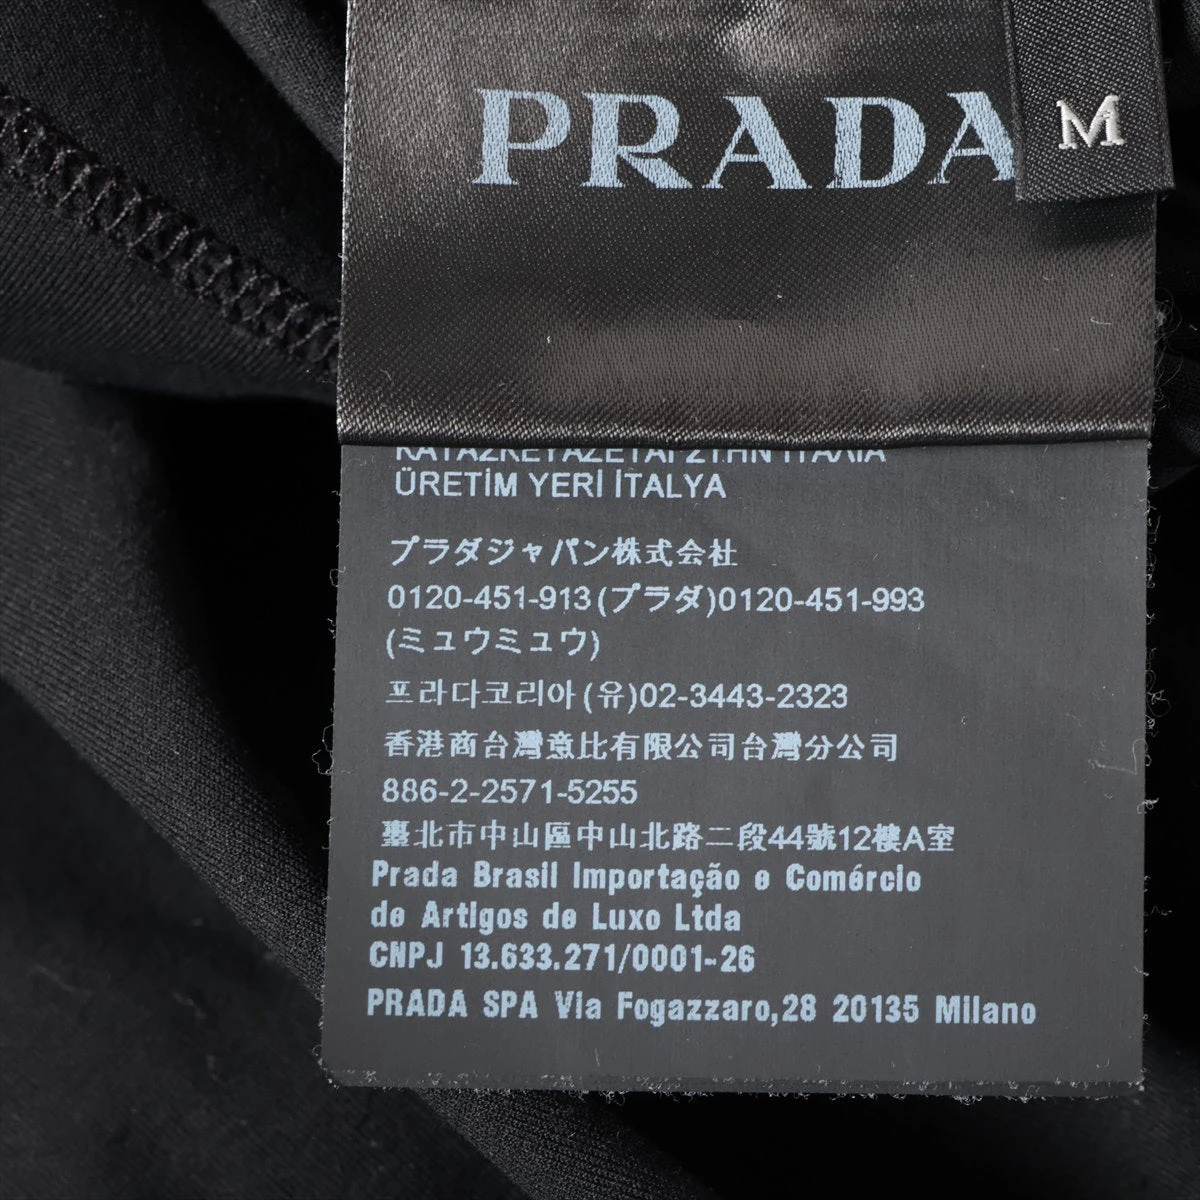 PRADA
M
ΚΑΤΑΣΚΕΥΑΖΕΤΑΙ ΣΤΗΝ ΙΤΑΛΙΑ
ÜRETİM YERİ İTALYA
プラダジャパン株式会社
0120-451-913(プラダ)0120-451-993
(ミュウミュウ)
프라다코리아(유)02-3443-2323
香港商台灣意比有限公司台灣分公司
886-2-2571-5255
臺北市中山區中山北路二段44號12樓A室
Prada Brasil Importação e Comércio
de Artigos de Luxo Ltda
CNPJ 13.633.271/0001-26
PRADA SPA Via Fogazzaro,28 20135 Milano